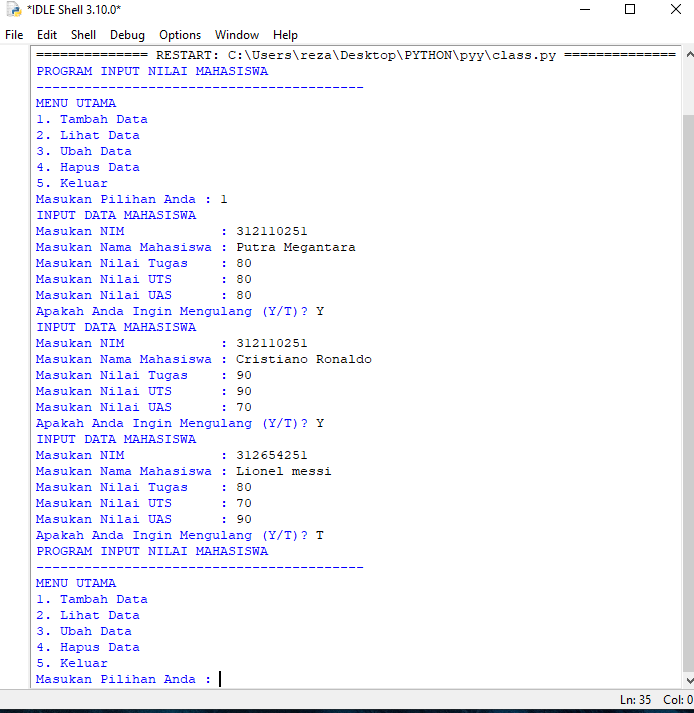 *IDLE Shell 3.10.0*
File Edit Shell Debug Options Window Help
============== RESTART: C:\Users\reza\Desktop\PYTHON\pyy\class.py ==============
PROGRAM INPUT NILAI MAHASISWA
-----------------------------------------
MENU UTAMA
1. Tambah Data
2. Lihat Data
3. Ubah Data
4. Hapus Data
5. Keluar
Masukan Pilihan Anda : 1
INPUT DATA MAHASISWA
Masukan NIM            : 312110251
Masukan Nama Mahasiswa : Putra Megantara
Masukan Nilai Tugas    : 80
Masukan Nilai UTS      : 80
Masukan Nilai UAS      : 80
Apakah Anda Ingin Mengulang (Y/T)? Y
INPUT DATA MAHASISWA
Masukan NIM            : 312110251
Masukan Nama Mahasiswa : Cristiano Ronaldo
Masukan Nilai Tugas    : 90
Masukan Nilai UTS      : 90
Masukan Nilai UAS      : 70
Apakah Anda Ingin Mengulang (Y/T)? Y
INPUT DATA MAHASISWA
Masukan NIM            : 312654251
Masukan Nama Mahasiswa : Lionel messi
Masukan Nilai Tugas    : 80
Masukan Nilai UTS      : 70
Masukan Nilai UAS      : 90
Apakah Anda Ingin Mengulang (Y/T)? T
PROGRAM INPUT NILAI MAHASISWA
-----------------------------------------
MENU UTAMA
1. Tambah Data
2. Lihat Data
3. Ubah Data
4. Hapus Data
5. Keluar
Masukan Pilihan Anda :
Ln: 35 Col: 0